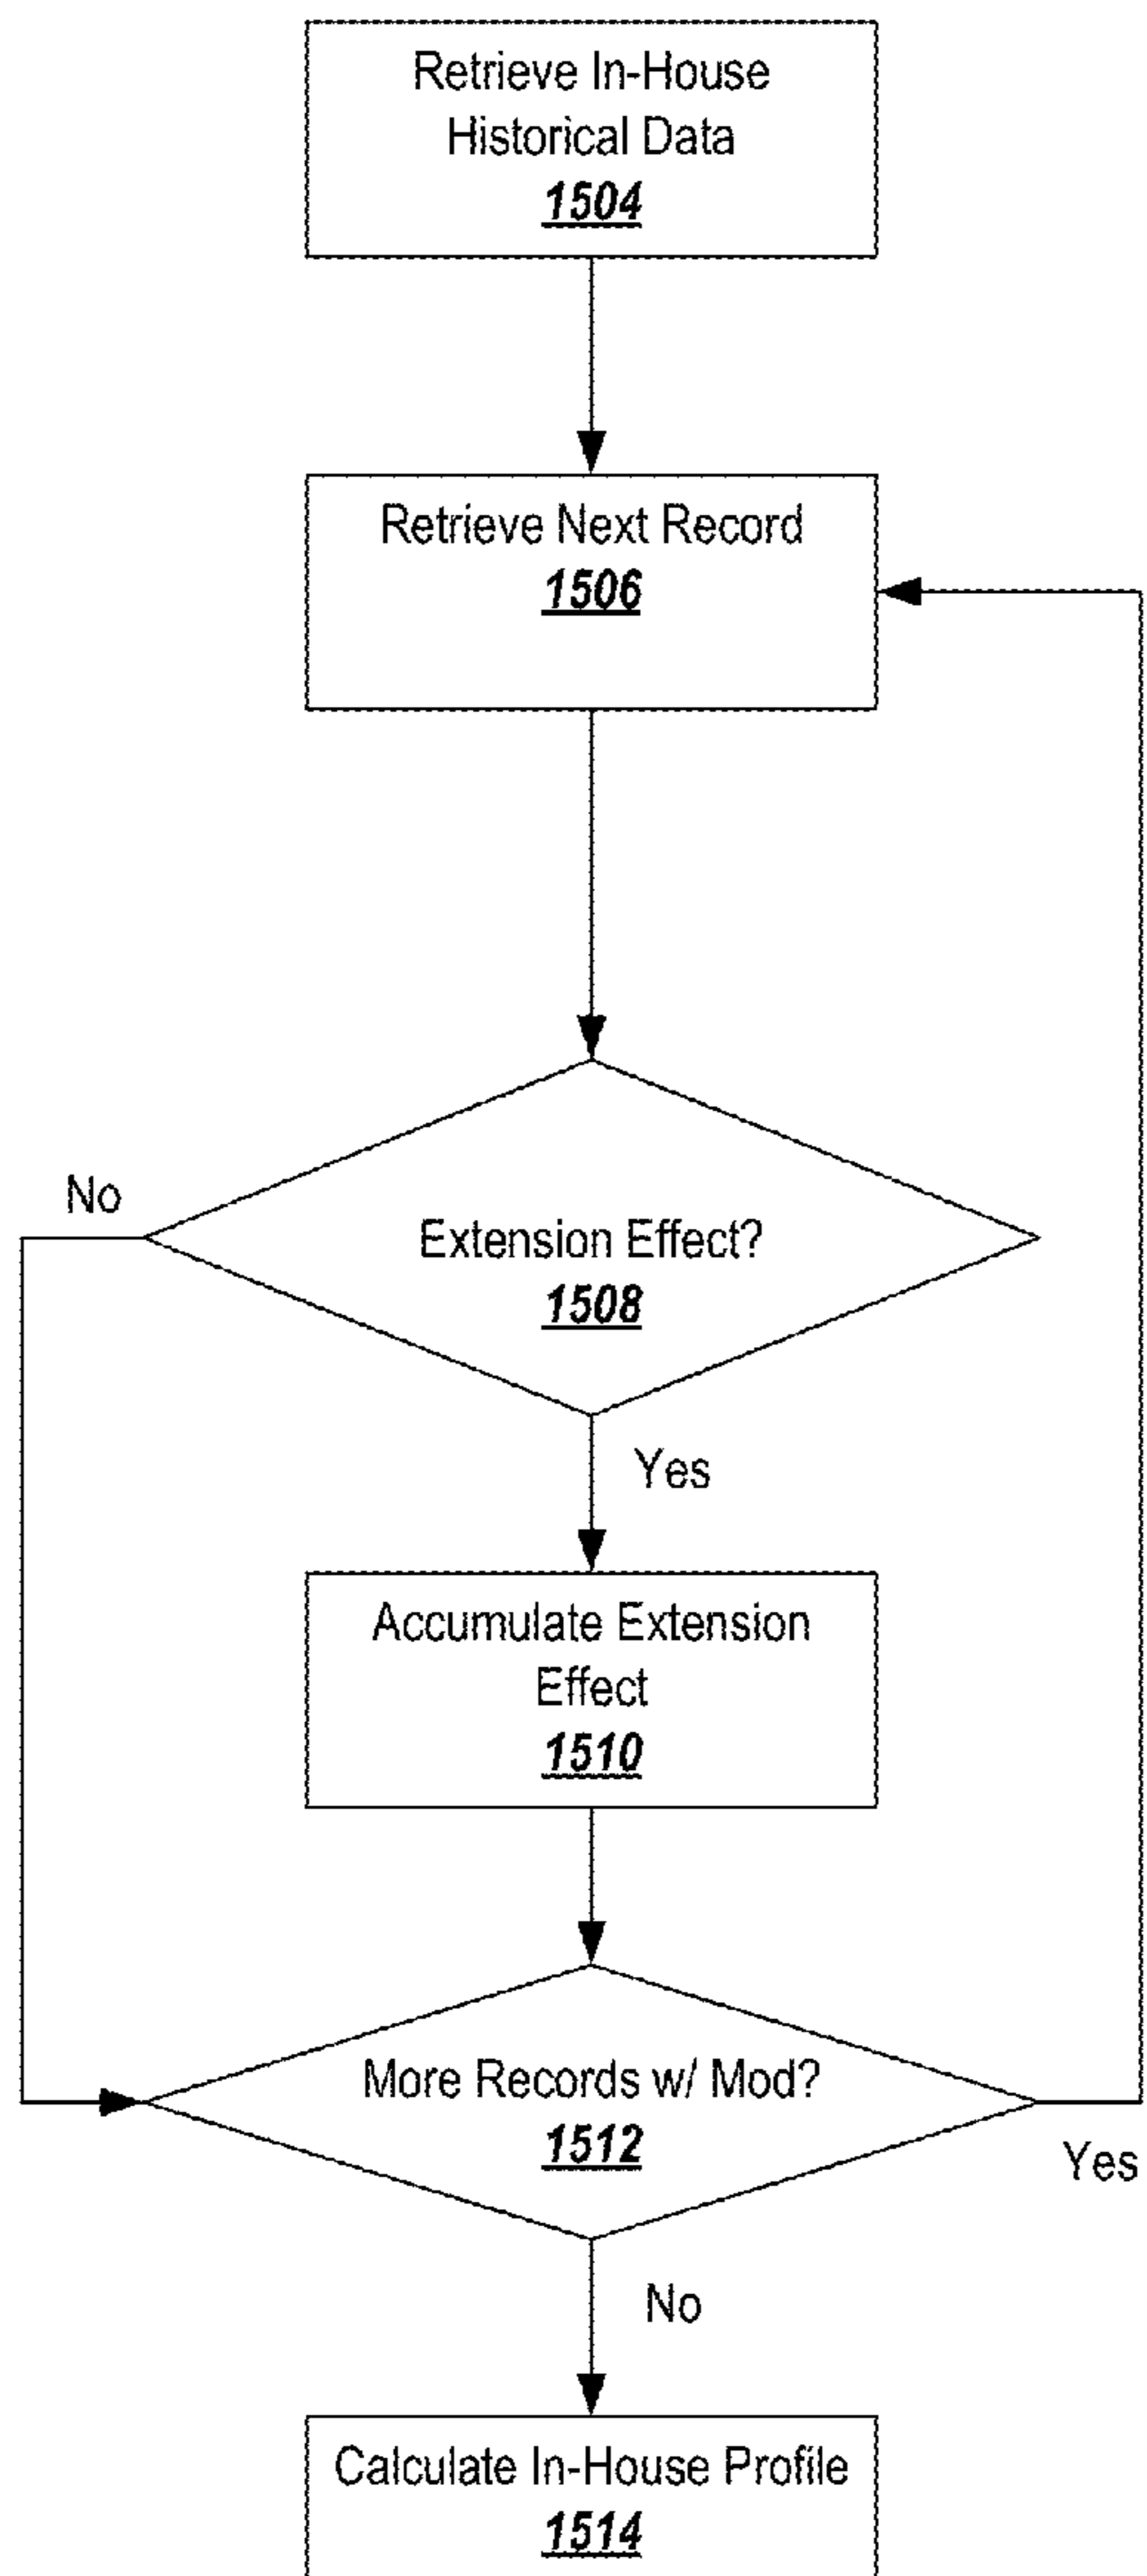 Retrieve In-House
Historical Data
1504
Retrieve Next Record
1506
No
Extension Effect?
1508
Yes
Accumulate Extension
Effect
1510
More Records w/ Mod?
1512
Yes
No
Calculate In-House Profile
1514